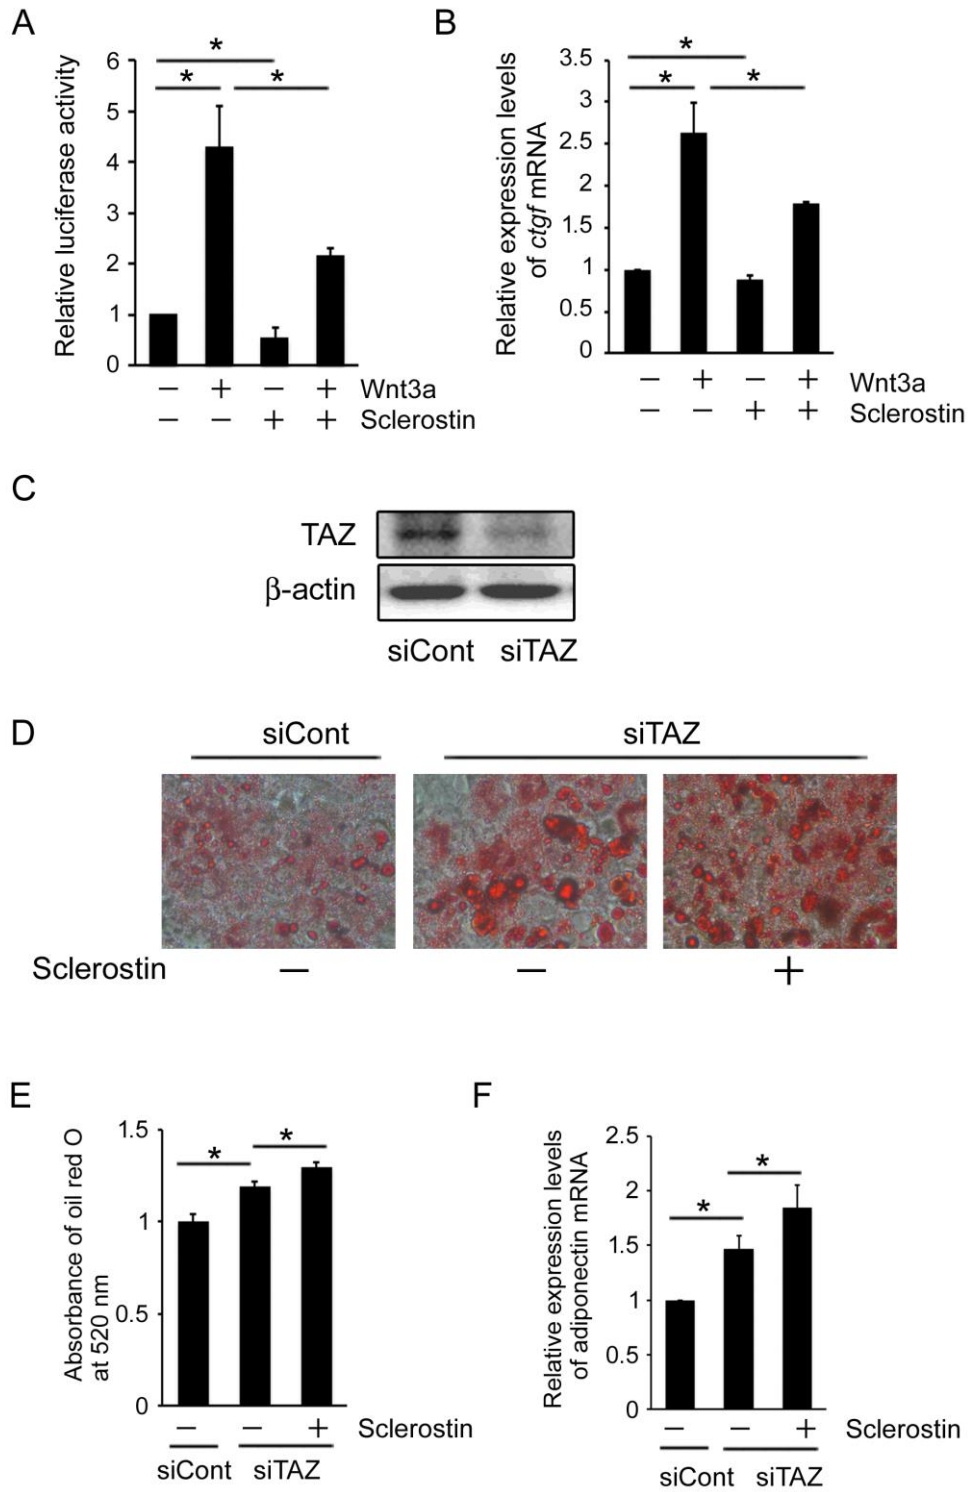 A
Relative luciferase activity
6
5
4
3
2
1
0
* * *
− + − + Wnt3a
− − + + Sclerostin
B
Relative expression levels
of ctgf mRNA
3.5
3
2.5
2
1.5
1
0.5
0
* * *
− + − + Wnt3a
− − + + Sclerostin
C
TAZ
β-actin
siCont siTAZ
D
siCont siTAZ
Sclerostin − − +
E
Absorbance of oil red O
at 520 nm
1.5
1
0.5
0
* *
− − + Sclerostin
siCont siTAZ
F
Relative expression levels
of adiponectin mRNA
2.5
2
1.5
1
0.5
0
* *
− − + Sclerostin
siCont siTAZ